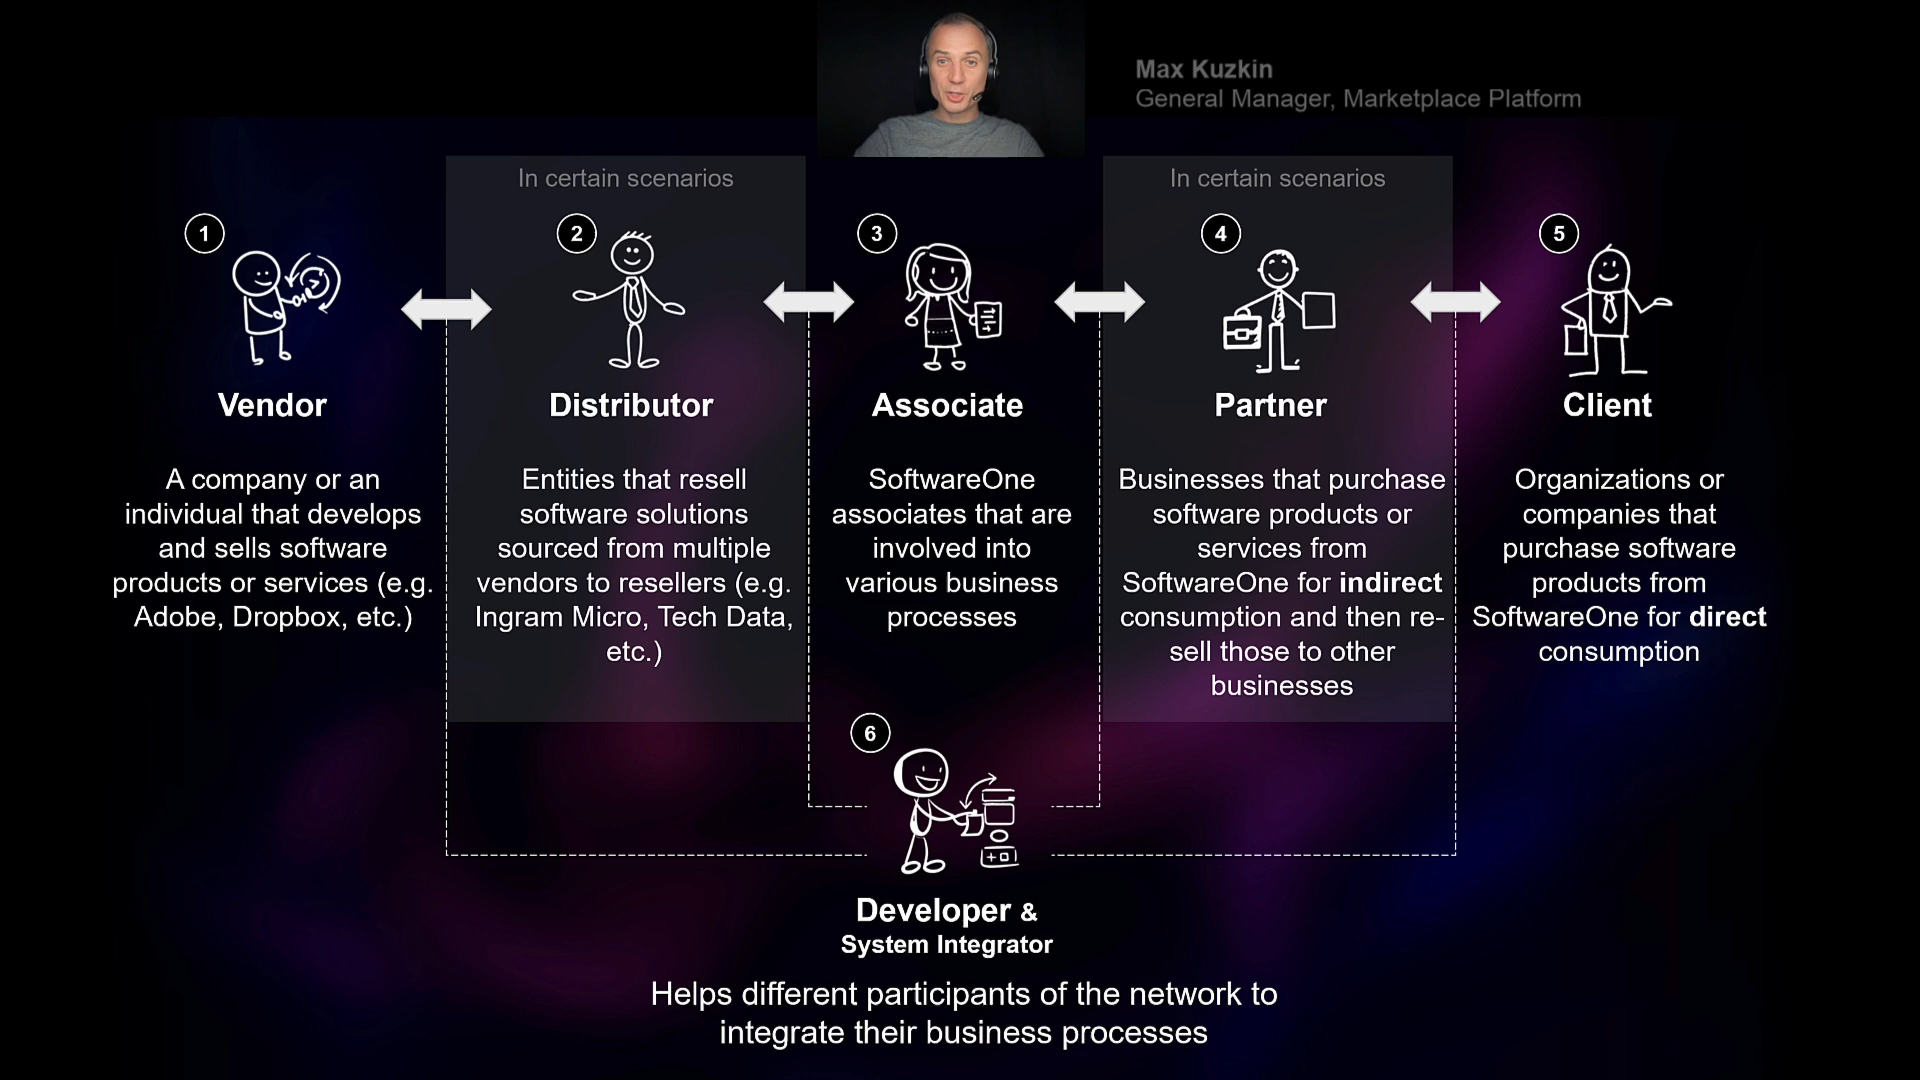 Max Kuzkin
General Manager, Marketplace Platform
In certain scenarios
In certain scenarios
1
2
3
4
5
Vendor
A company or an
individual that develops
and sells software
products or services (e.g.
Adobe, Dropbox, etc.)
Distributor
Entities that resell
software solutions
sourced from multiple
vendors to resellers (e.g.
Ingram Micro, Tech Data,
etc.)
Associate
SoftwareOne
associates that are
involved into
various business
processes
Partner
Businesses that purchase
software products or
services from
SoftwareOne for indirect
consumption and then re-
sell those to other
businesses
Client
Organizations or
companies that
purchase software
products from
SoftwareOne for direct
consumption
6
Developer &
System Integrator
Helps different participants of the network to
integrate their business processes